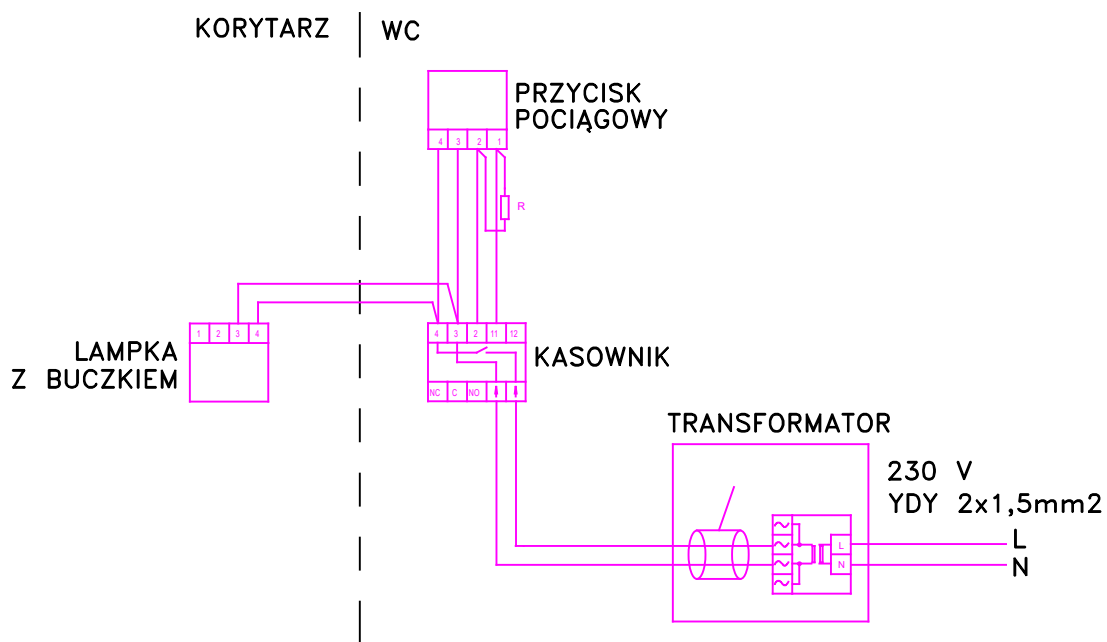 KORYTARZ
WC
PRZYCISK
POCIĄGOWY
4 3 2 1
R
1 2 3 4
LAMPKA
Z BUCZKIEM
4 3 2 11 12
KASOWNIK
NC C NO
TRANSFORMATOR
230 V
YDY 2x1,5mm2
~
~
~
~
L
N
L
N